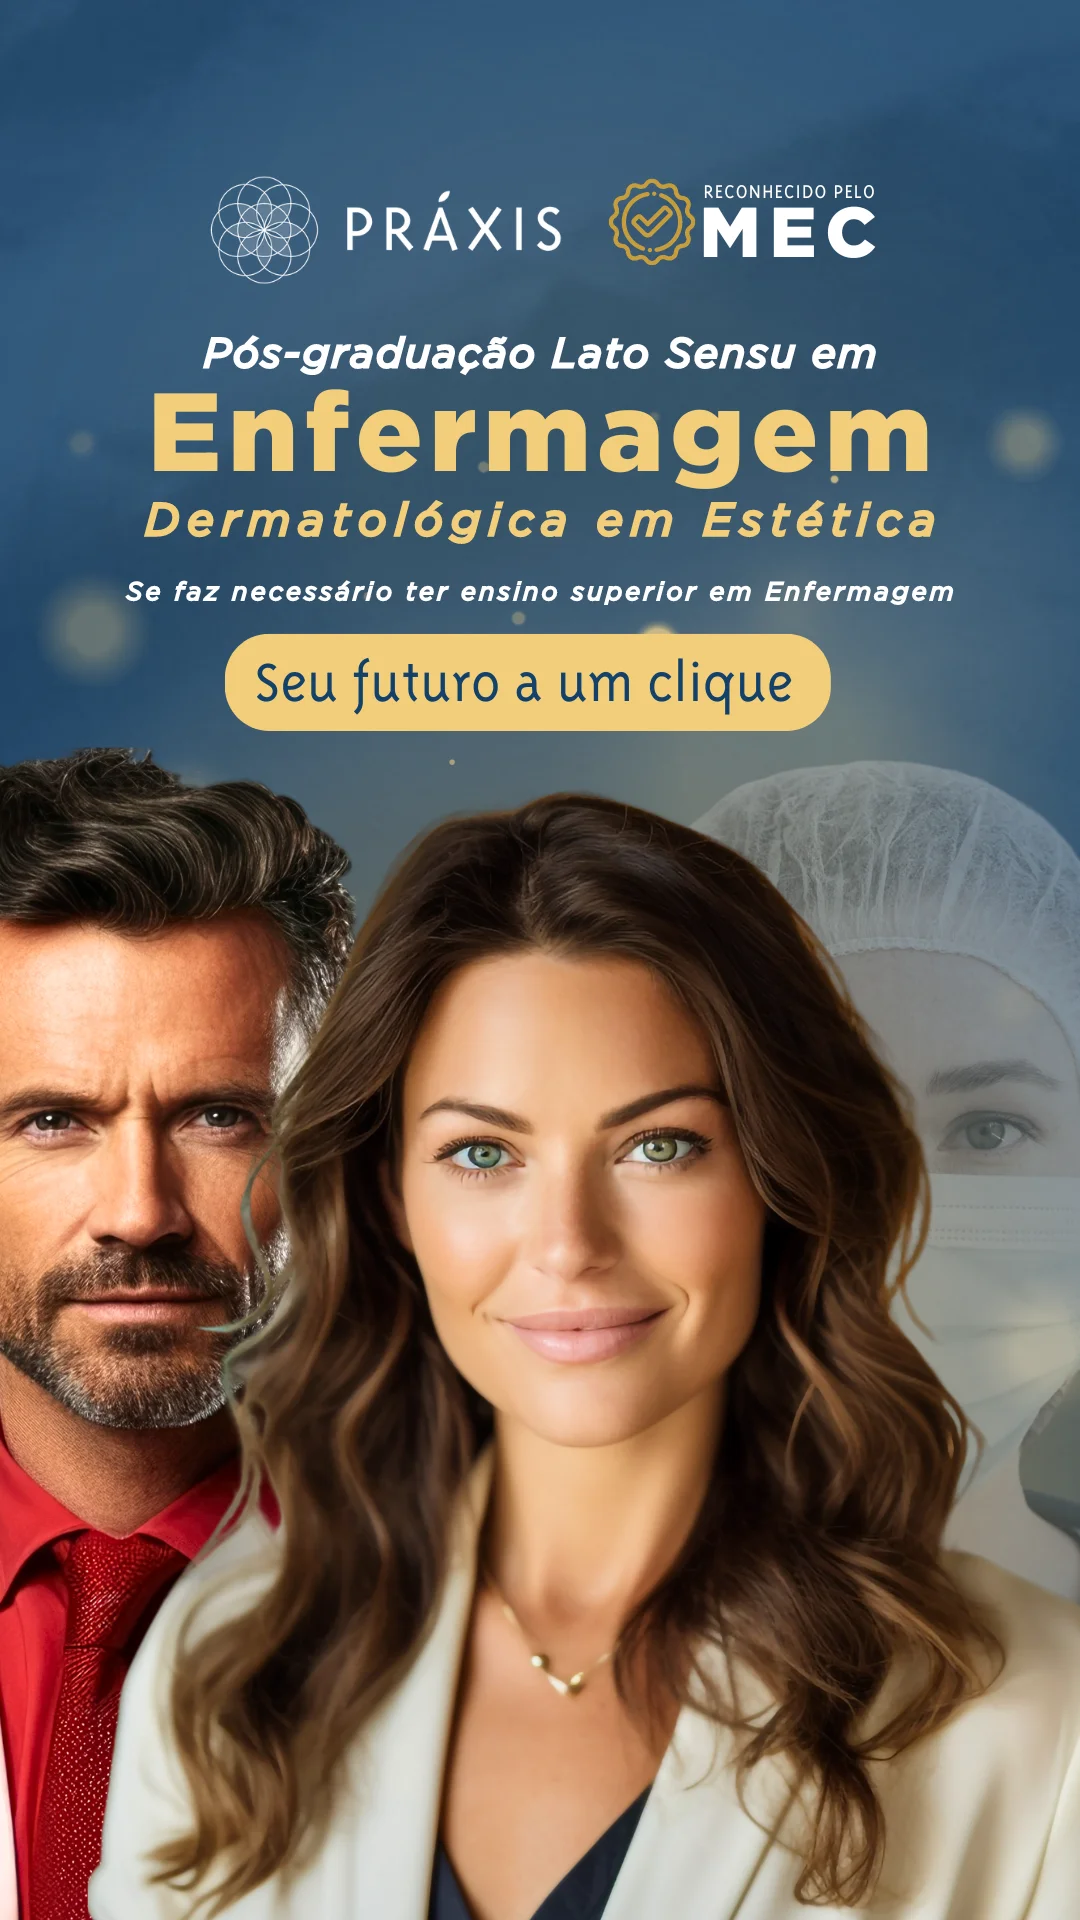 PRÁXIS
RECONHECIDO PELO
MEC
Pós-graduação Lato Sensu em
Enfermagem
Dermatológica em Estética
Se faz necessário ter ensino superior em Enfermagem
Seu futuro a um clique